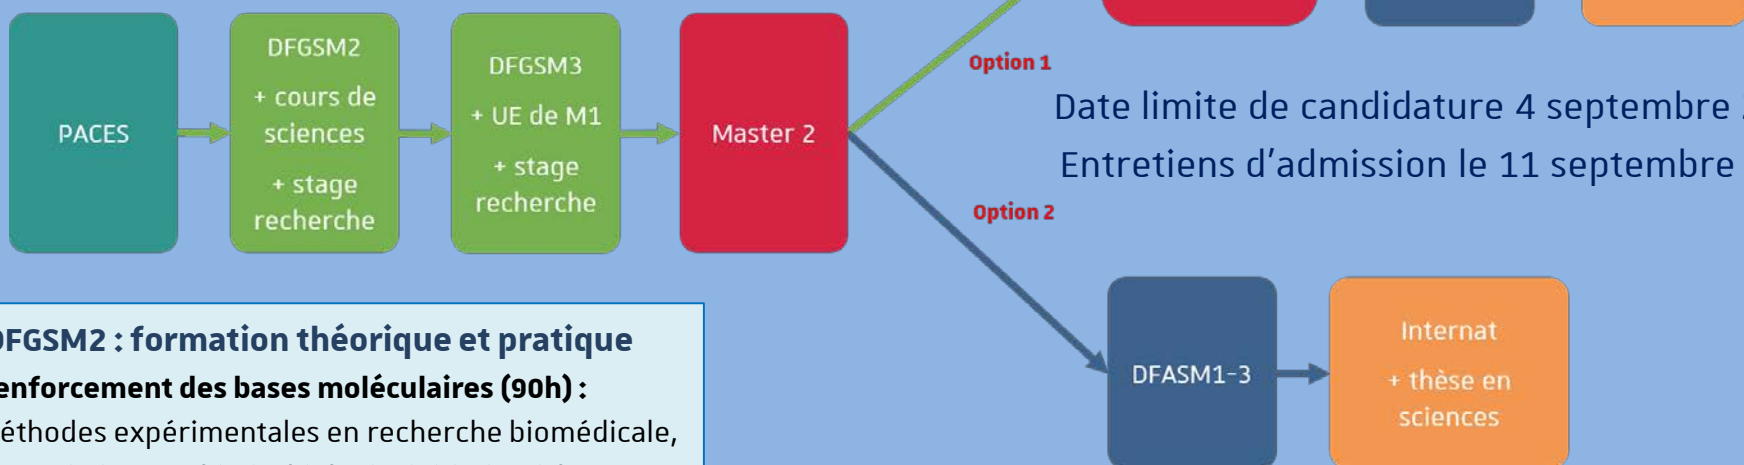 PACES
DFGSM2
+ cours de
sciences
+ stage
recherche
DFGSM3
+ UE de M1
+ stage
recherche
Master 2
Option 1
Date limite de candidature 4 septembre
Entretiens d'admission le 11 septembre
Option 2
DFASM1-3
Internat
+ thèse en
sciences
DFGSM2 : formation théorique et pratique
enforcement des bases moléculaires (90h) :
éthodes expérimentales en recherche biomédicale,